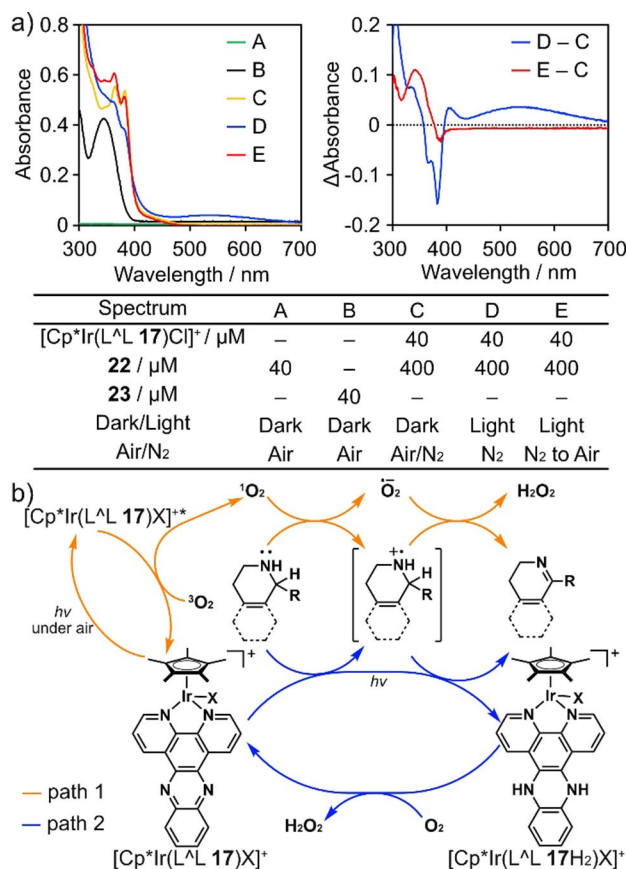 a)
0.8
0.6
0.4
0.2
0
Absorbance
A
B
C
D
E
300 400 500 600 700
Wavelength / nm
0.2
0.1
0
-0.1
-0.2
ΔAbsorbance
D – C
E – C
300 400 500 600 700
Wavelength / nm
Spectrum A B C D E
[Cp*Ir(L^L 17)Cl]⁺ / μM – – 40 40 40
22 / μM 40 – 400 400 400
23 / μM – 40 – – –
Dark/Light Dark Dark Dark Light Light
Air/N₂ Air Air Air/N₂ N₂ N₂ to Air
b)
[Cp*Ir(L^L 17)X]⁺*
¹O₂
O₂˙⁻
H₂O₂
hv
under air
³O₂
NH
H
R
+•
NH
H
R
N
R
hv
+
Ir
X
N
N
N
N
+
Ir
X
N
N
HN
NH
path 1
path 2
H₂O₂
O₂
[Cp*Ir(L^L 17)X]⁺
[Cp*Ir(L^L 17H₂)X]⁺